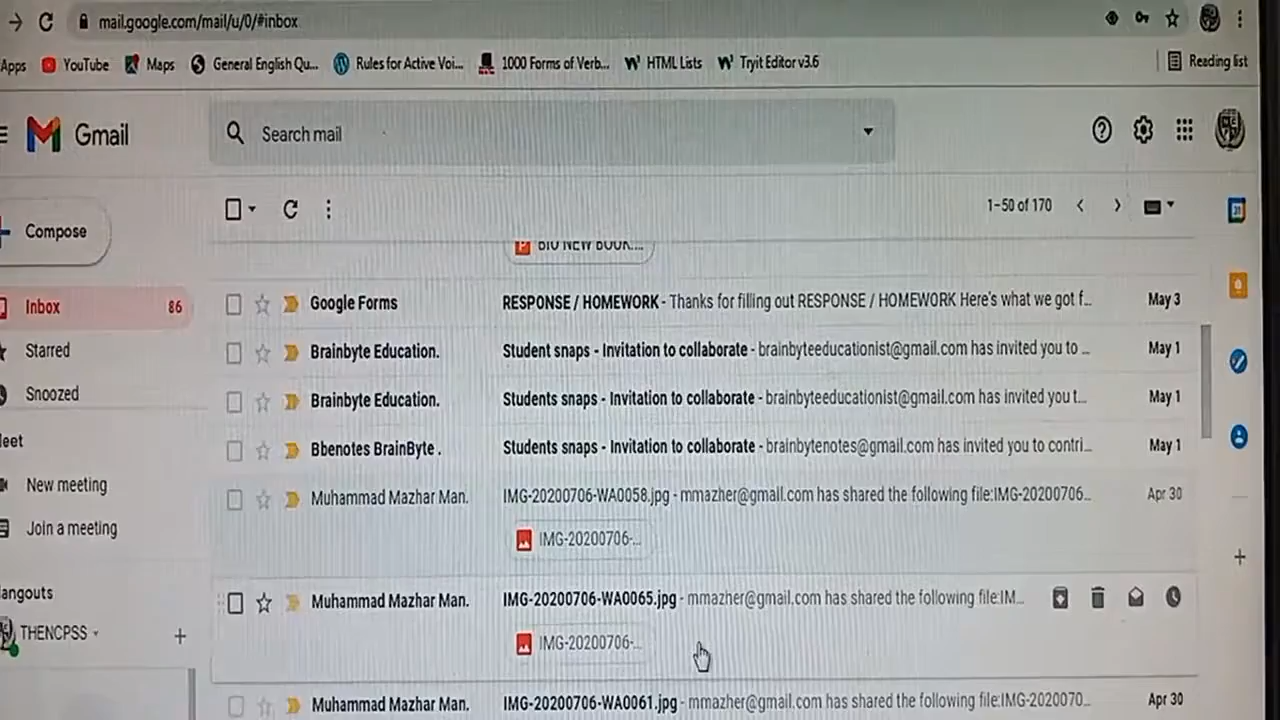 mail.google.com/mail/u/0/#inbox
Apps YouTube Maps General English Qu... Rules for Active Voi... 1000 Forms of Verb... HTML Lists Tryit Editor v3.6 Reading list
Gmail Search mail
1-50 of 170
Compose
BIO NEW BOOK....
Inbox 86 Google Forms RESPONSE / HOMEWORK - Thanks for filling out RESPONSE / HOMEWORK Here's what we got f... May 3
Starred Brainbyte Education. Student snaps - Invitation to collaborate - brainbyteeducationist@gmail.com has invited you to ... May 1
Snoozed Brainbyte Education. Students snaps - Invitation to collaborate - brainbyteeducationist@gmail.com has invited you t... May 1
eet Bbenotes BrainByte . Students snaps - Invitation to collaborate - brainbytenotes@gmail.com has invited you to contri... May 1
New meeting Muhammad Mazhar Man. IMG-20200706-WA0058.jpg - mmazher@gmail.com has shared the following file:IMG-20200706... Apr 30
Join a meeting IMG-20200706-...
angouts Muhammad Mazhar Man. IMG-20200706-WA0065.jpg - mmazher@gmail.com has shared the following file:IM...
THENCPSS IMG-20200706-...
Muhammad Mazhar Man. IMG-20200706-WA0061.jpg - mmazher@gmail.com has shared the following file:IMG-2020070... Apr 30